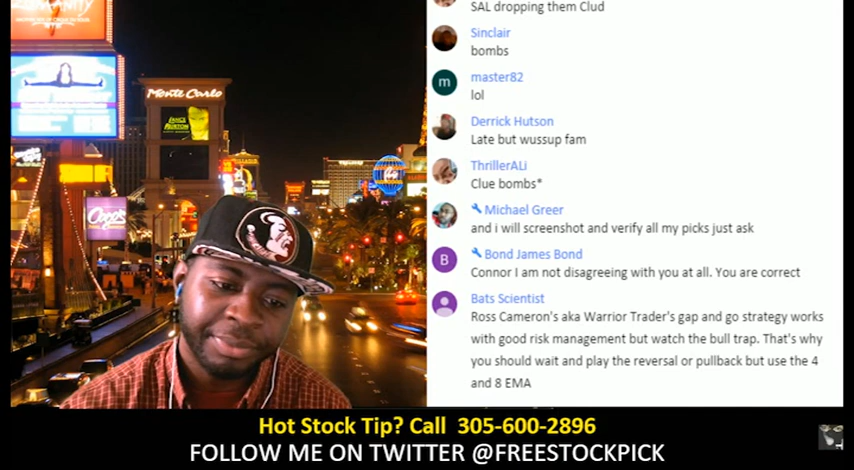 HUMANITY
Monte Carlo
LANCE
BURTON
Coco's
SAL dropping them Clud
Sinclair
bombs
m
master82
lol
Derrick Hutson
Late but wussup fam
ThrillerALi
Clue bombs*
Michael Greer
and i will screenshot and verify all my picks just ask
B
Bond James Bond
Connor I am not disagreeing with you at all. You are correct
Bats Scientist
Ross Cameron's aka Warrior Trader's gap and go strategy works
with good risk management but watch the bull trap. That's why
you should wait and play the reversal or pullback but use the 4
and 8 EMA
Hot Stock Tip? Call 305-600-2896
FOLLOW ME ON TWITTER @FREESTOCKPICK